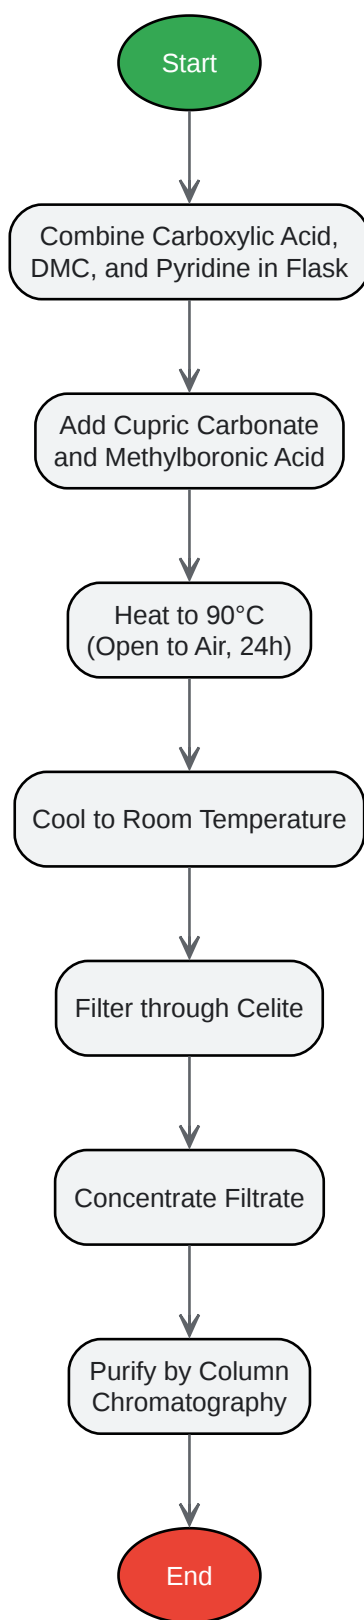 Start
Combine Carboxylic Acid,
DMC, and Pyridine in Flask
Add Cupric Carbonate
and Methylboronic Acid
Heat to 90°C
(Open to Air, 24h)
Cool to Room Temperature
Filter through Celite
Concentrate Filtrate
Purify by Column
Chromatography
End